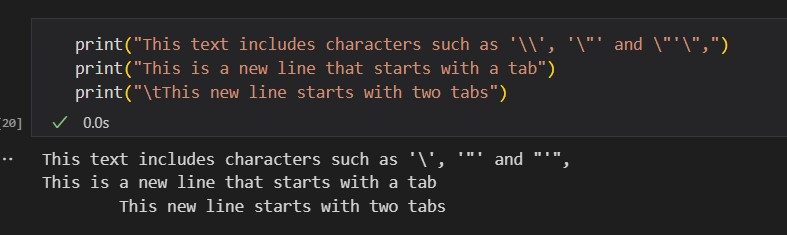 print("This text includes characters such as '\\', '\"' and \"'\",")
print("This is a new line that starts with a tab")
print("\tThis new line starts with two tabs")
[20]
0.0s
This text includes characters such as '\', '"' and "'",
This is a new line that starts with a tab
This new line starts with two tabs